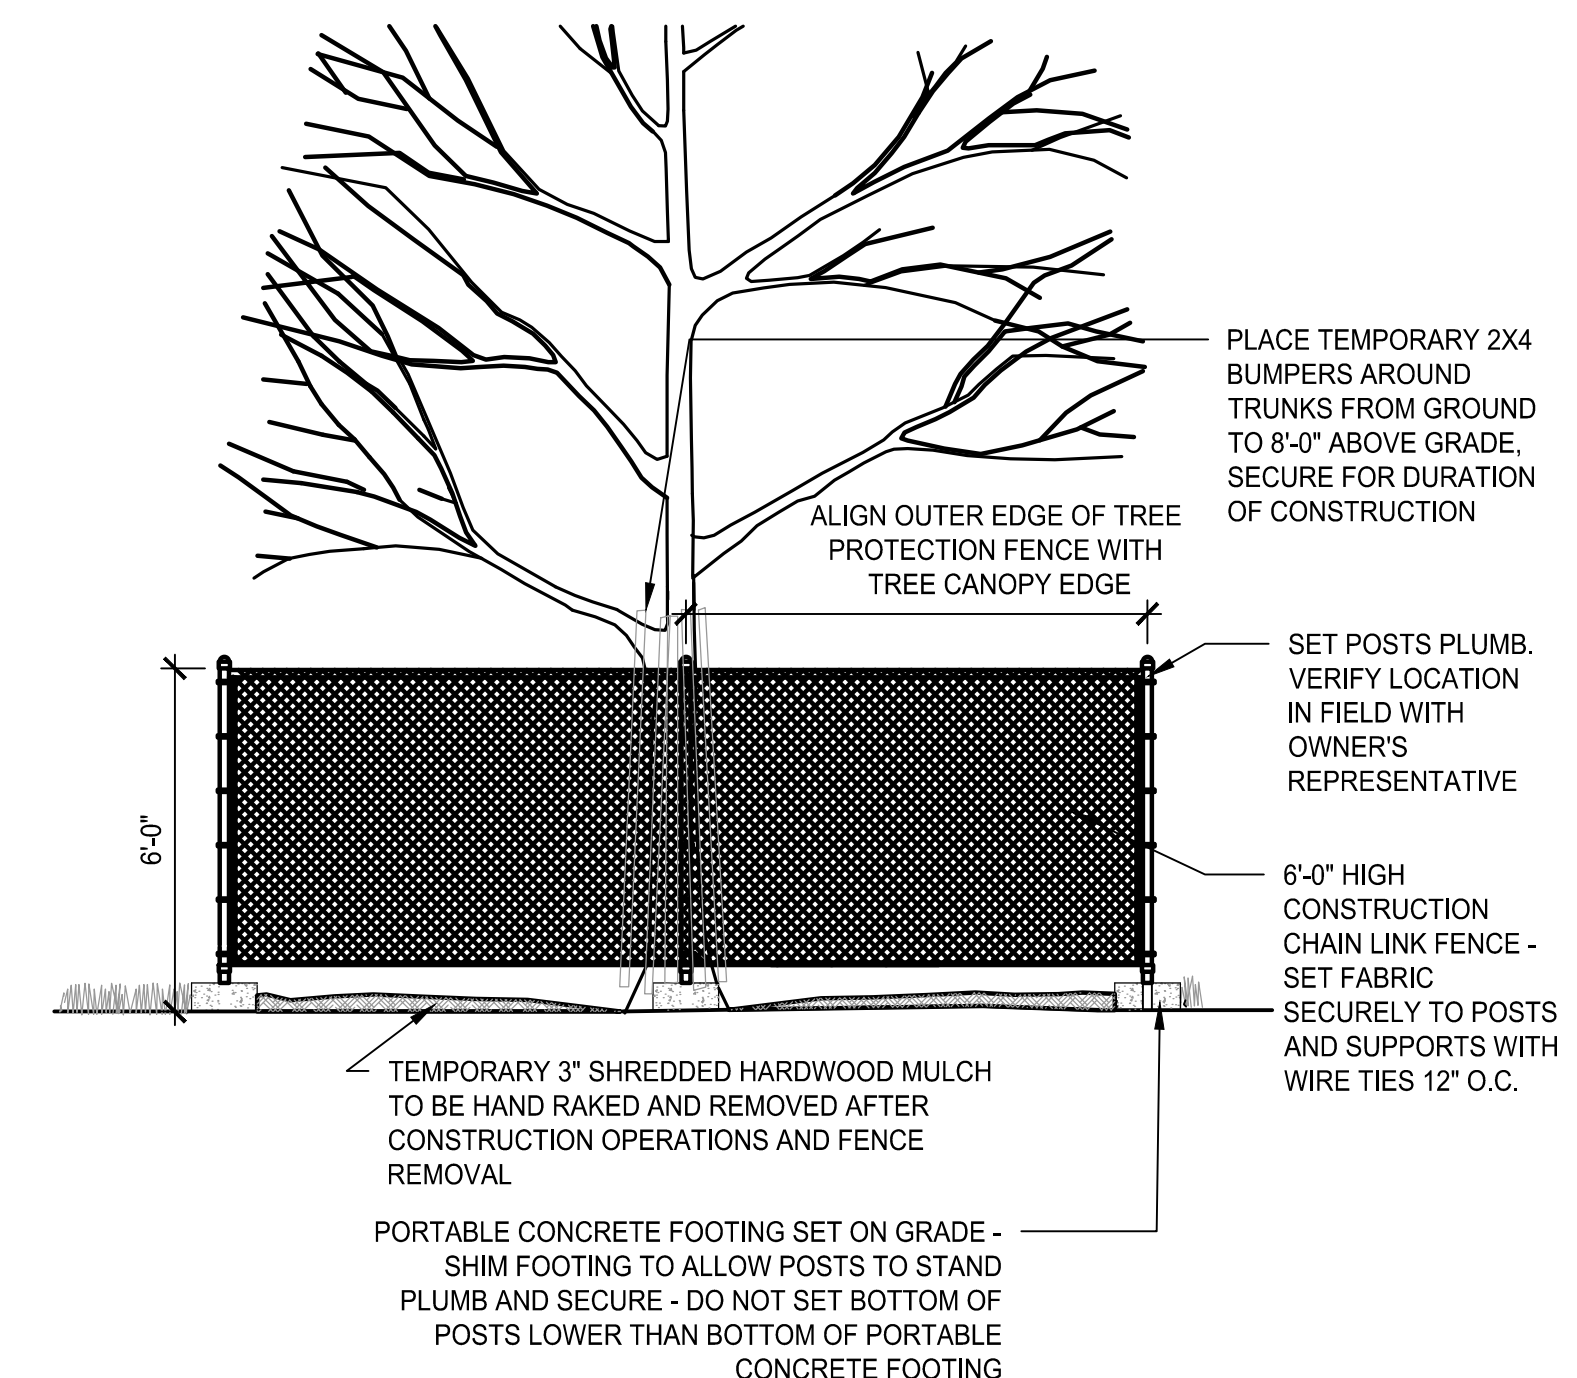 PLACE TEMPORARY 2X4
BUMPERS AROUND
TRUNKS FROM GROUND
TO 8'-0" ABOVE GRADE,
SECURE FOR DURATION
OF CONSTRUCTION
ALIGN OUTER EDGE OF TREE
PROTECTION FENCE WITH
TREE CANOPY EDGE
SET POSTS PLUMB.
VERIFY LOCATION
IN FIELD WITH
OWNER'S
REPRESENTATIVE
6'-0"
6'-0" HIGH
CONSTRUCTION
CHAIN LINK FENCE -
SET FABRIC
SECURELY TO POSTS
AND SUPPORTS WITH
WIRE TIES 12" O.C.
TEMPORARY 3" SHREDDED HARDWOOD MULCH
TO BE HAND RAKED AND REMOVED AFTER
CONSTRUCTION OPERATIONS AND FENCE
REMOVAL
PORTABLE CONCRETE FOOTING SET ON GRADE -
SHIM FOOTING TO ALLOW POSTS TO STAND
PLUMB AND SECURE - DO NOT SET BOTTOM OF
POSTS LOWER THAN BOTTOM OF PORTABLE
CONCRETE FOOTING